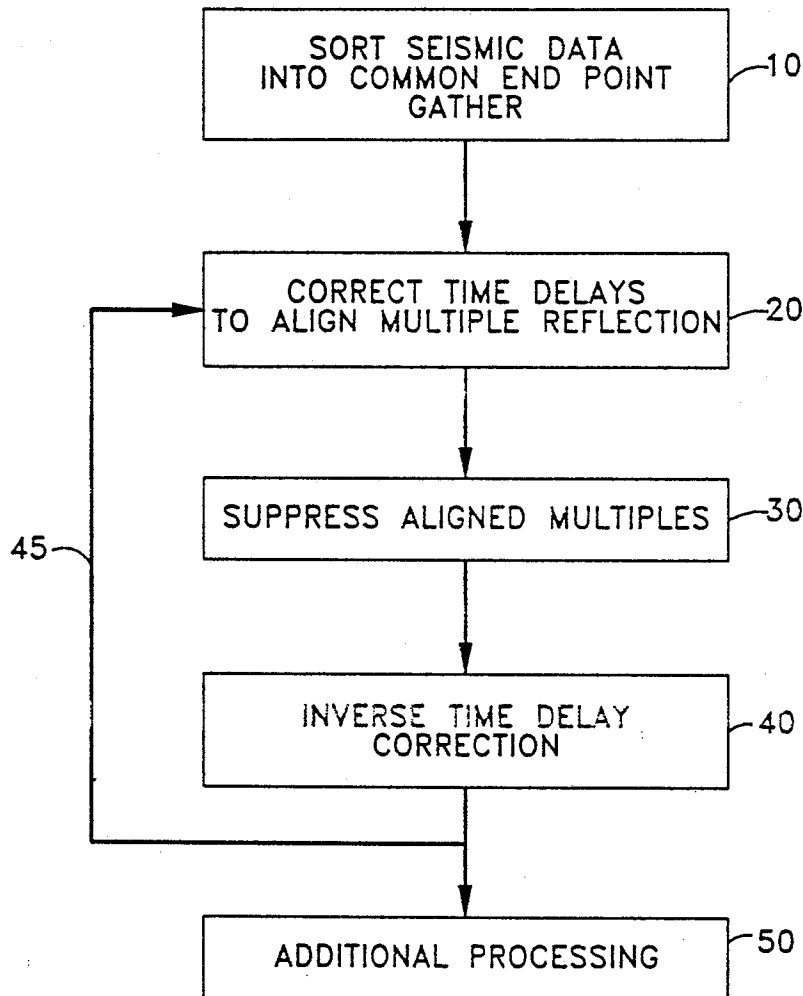 SORT SEISMIC DATA
INTO COMMON END POINT
GATHER
10
CORRECT TIME DELAYS
TO ALIGN MULTIPLE REFLECTION
20
SUPPRESS ALIGNED MULTIPLES
30
45
INVERSE TIME DELAY
CORRECTION
40
ADDITIONAL PROCESSING
50